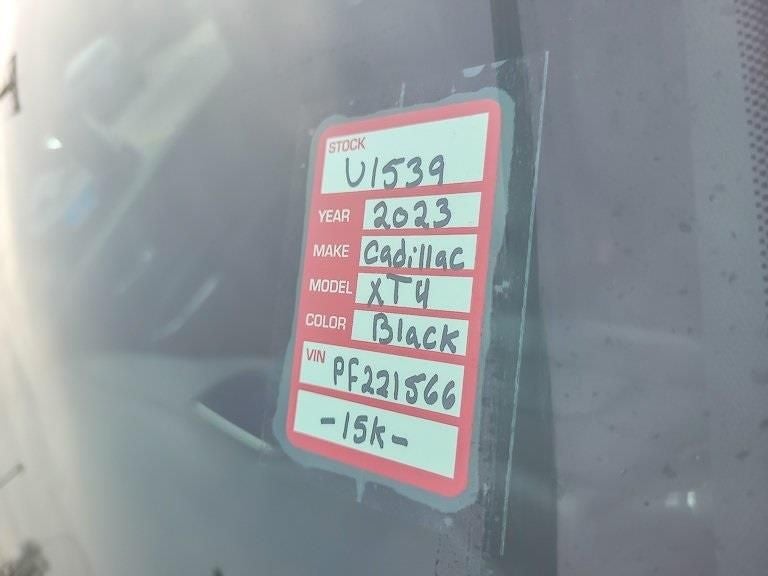 STOCK
U1539
YEAR 2023
MAKE Cadillac
MODEL XT4
COLOR Black
VIN PF221566
-15K-